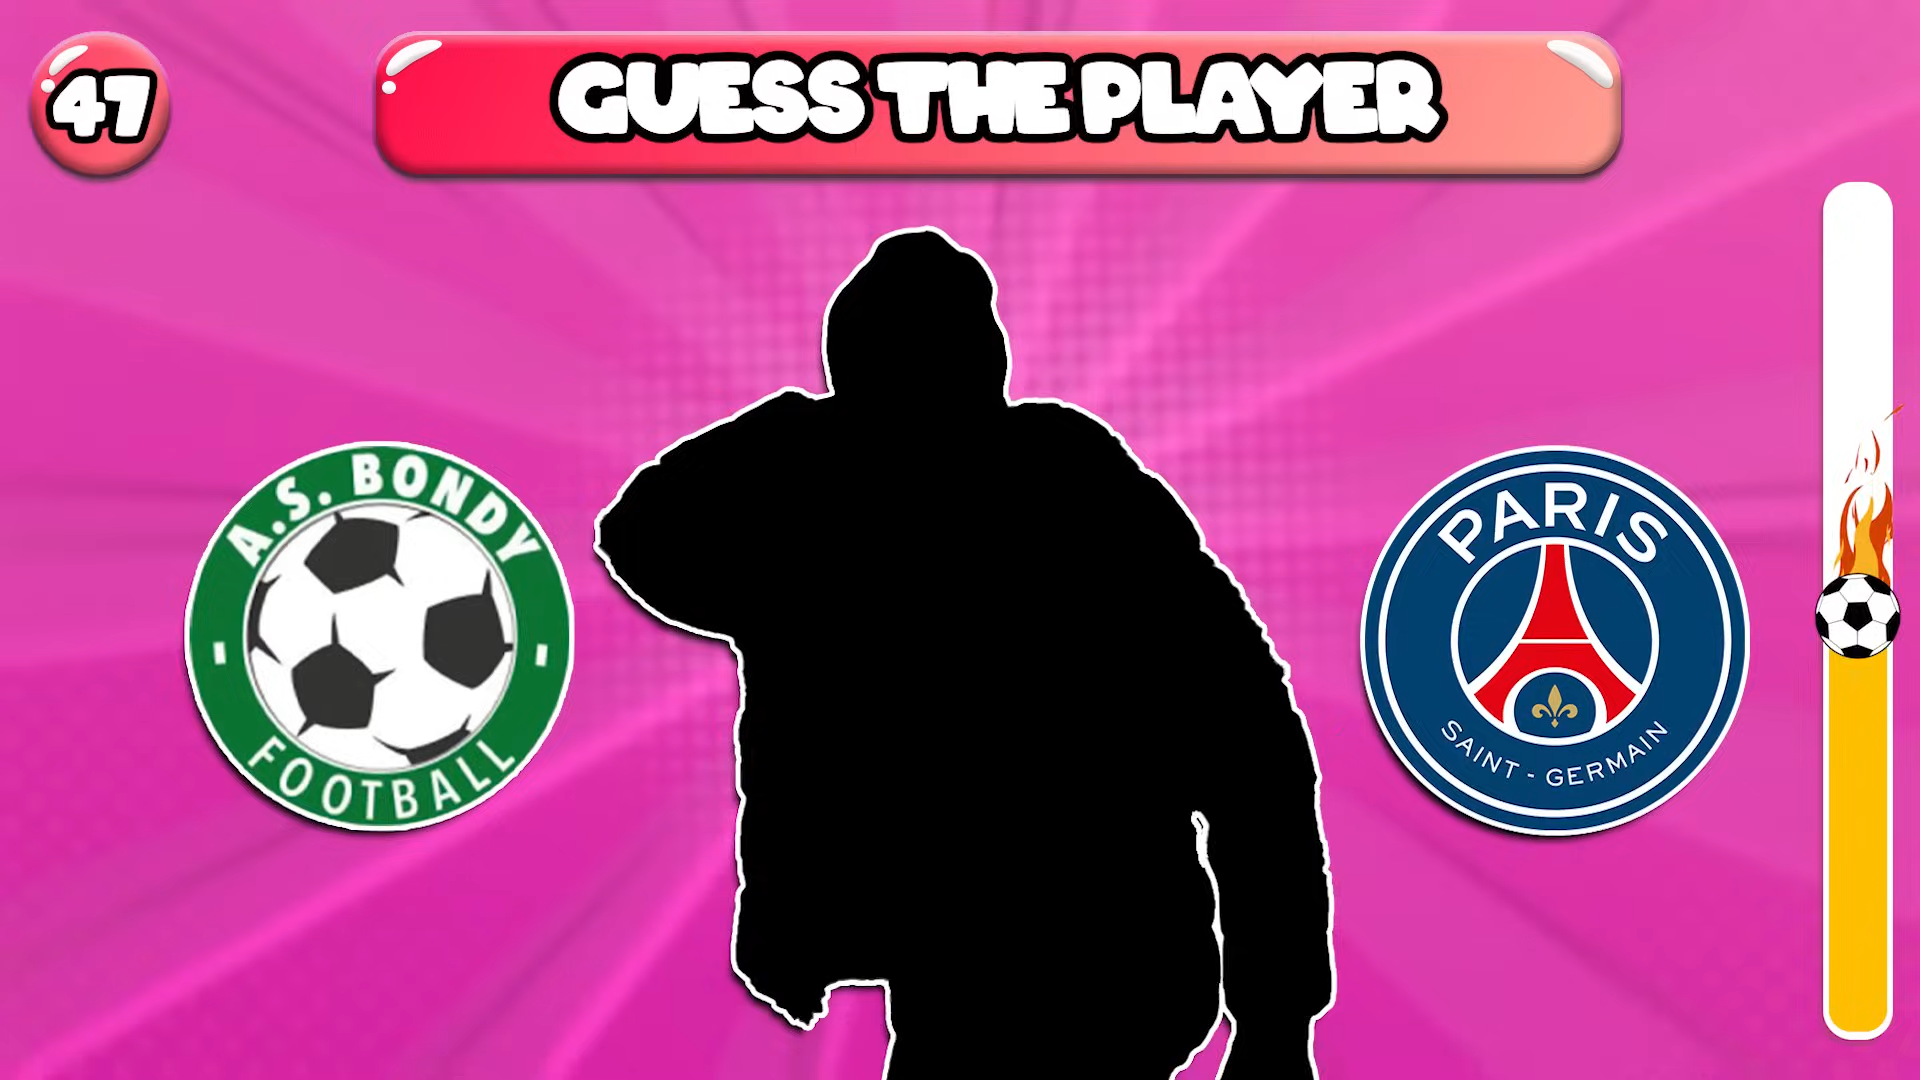 47
GUESS THE PLAYER
A.S. BONDY
FOOTBALL
PARIS
SAINT - GERMAIN